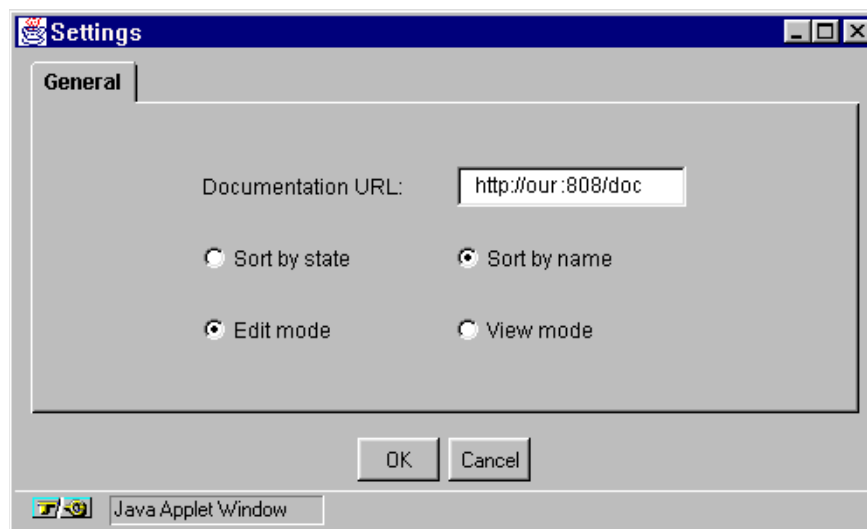 Settings
General
Documentation URL: http://our :808/doc
Sort by state Sort by name
Edit mode View mode
OK Cancel
Java Applet Window